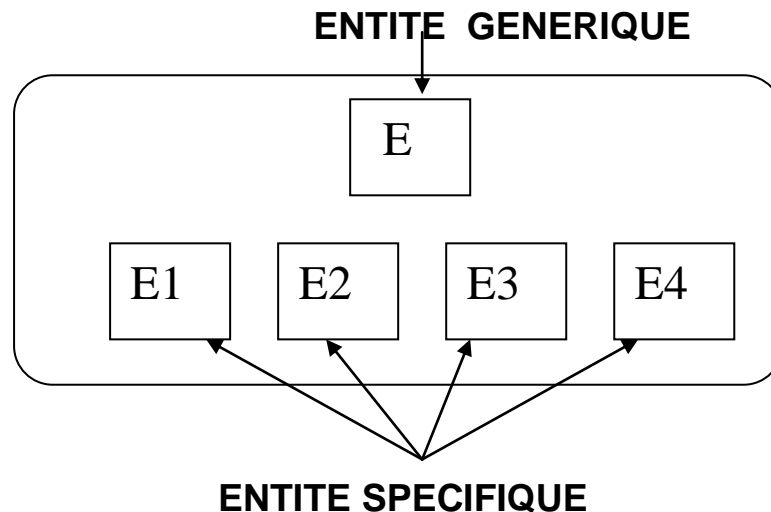 ENTITE GENERIQUE
E
E1 E2 E3 E4
ENTITE SPECIFIQUE